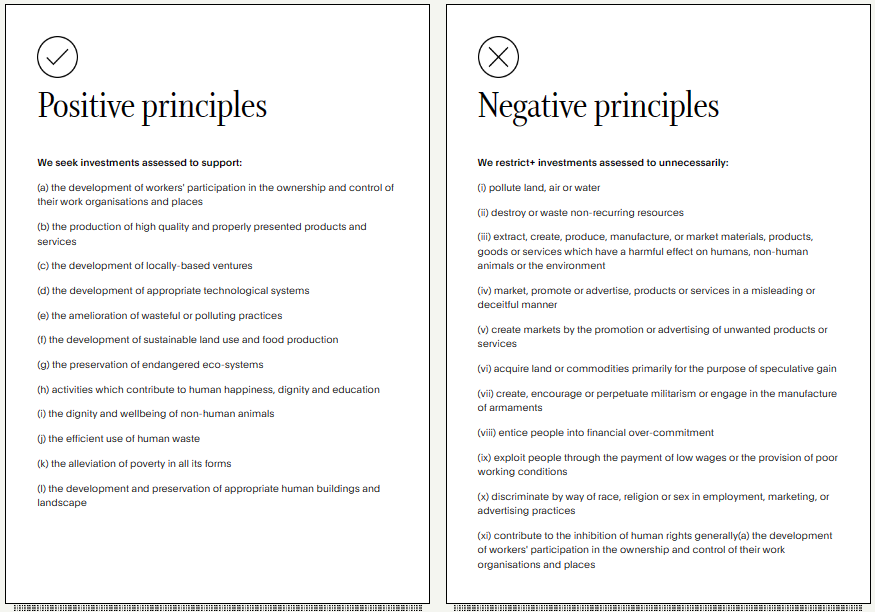 Positive principles
We seek investments assessed to support:
(a) the development of workers' participation in the ownership and control of
their work organisations and places
(b) the production of high quality and properly presented products and
services
(c) the development of locally-based ventures
(d) the development of appropriate technological systems
(e) the amelioration of wasteful or polluting practices
(f) the development of sustainable land use and food production
(g) the preservation of endangered eco-systems
(h) activities which contribute to human happiness, dignity and education
(i) the dignity and wellbeing of non-human animals
(j) the efficient use of human waste
(k) the alleviation of poverty in all its forms
(l) the development and preservation of appropriate human buildings and
landscape
Negative principles
We restrict+ investments assessed to unnecessarily:
(i) pollute land, air or water
(ii) destroy or waste non-recurring resources
(iii) extract, create, produce, manufacture, or market materials, products,
goods or services which have a harmful effect on humans, non-human
animals or the environment
(iv) market, promote or advertise, products or services in a misleading or
deceitful manner
(v) create markets by the promotion or advertising of unwanted products or
services
(vi) acquire land or commodities primarily for the purpose of speculative gain
(vii) create, encourage or perpetuate militarism or engage in the manufacture
of armaments
(viii) entice people into financial over-commitment
(ix) exploit people through the payment of low wages or the provision of poor
working conditions
(x) discriminate by way of race, religion or sex in employment, marketing, or
advertising practices
(xi) contribute to the inhibition of human rights generally(a) the development
of workers' participation in the ownership and control of their work
organisations and places